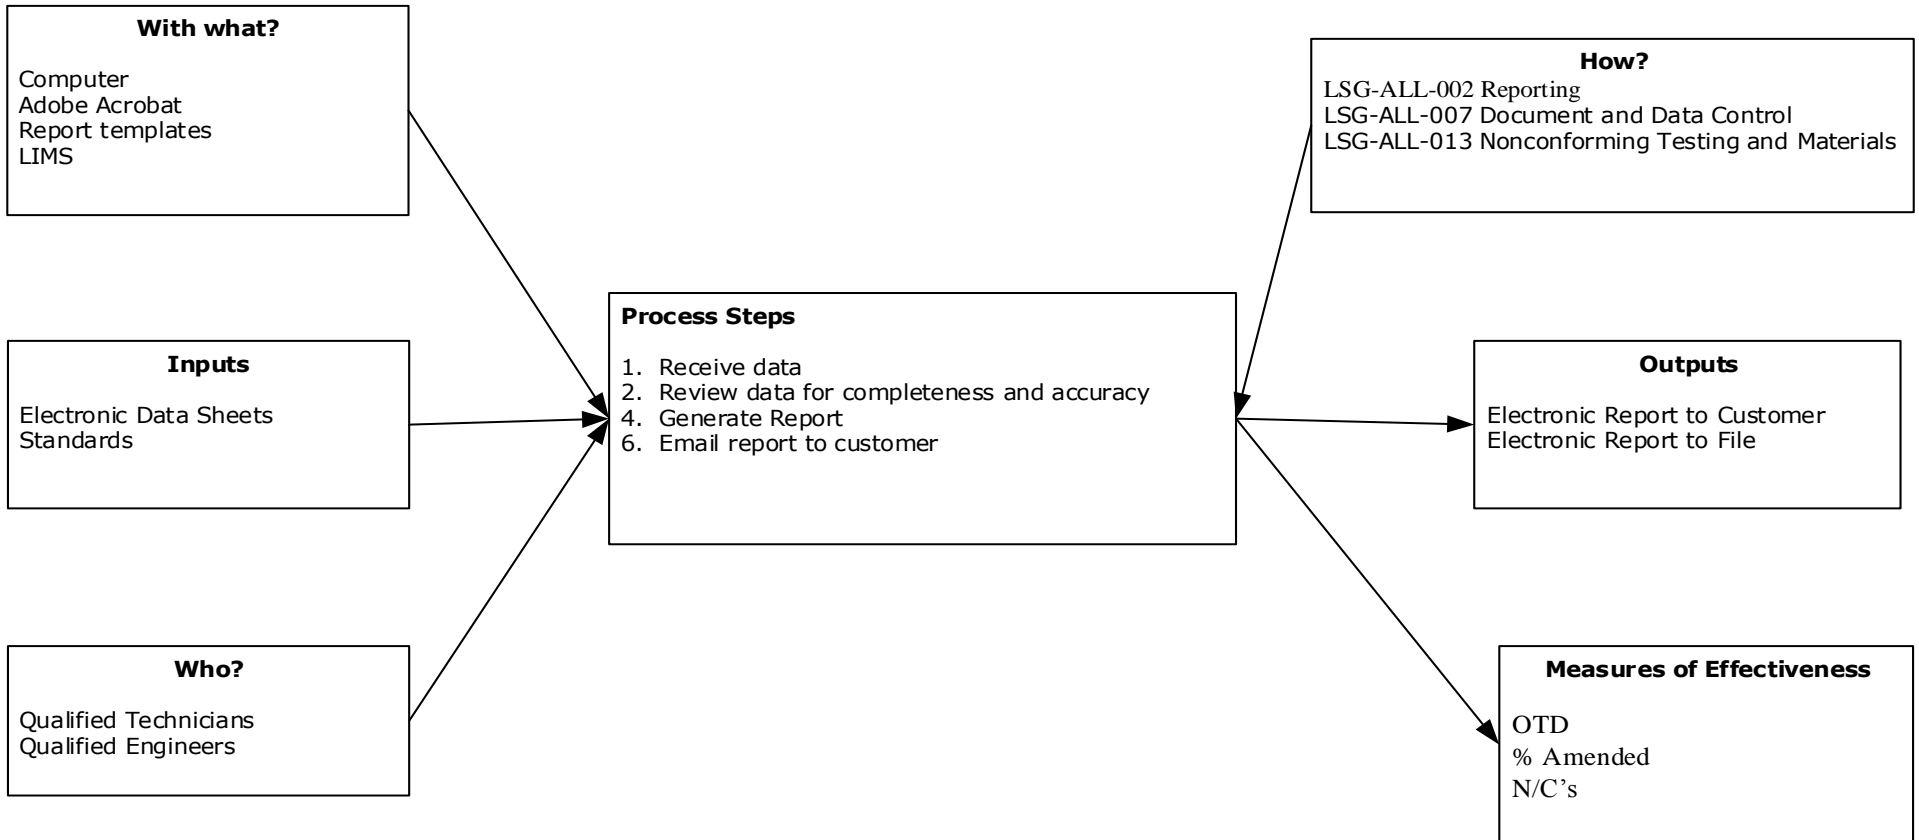 With what?
Computer
Adobe Acrobat
Report templates
LIMS
How?
LSG-ALL-002 Reporting
LSG-ALL-007 Document and Data Control
LSG-ALL-013 Nonconforming Testing and Materials
Inputs
Electronic Data Sheets
Standards
Process Steps
1. Receive data
2. Review data for completeness and accuracy
4. Generate Report
6. Email report to customer
Outputs
Electronic Report to Customer
Electronic Report to File
Who?
Qualified Technicians
Qualified Engineers
Measures of Effectiveness
OTD
% Amended
N/C’s